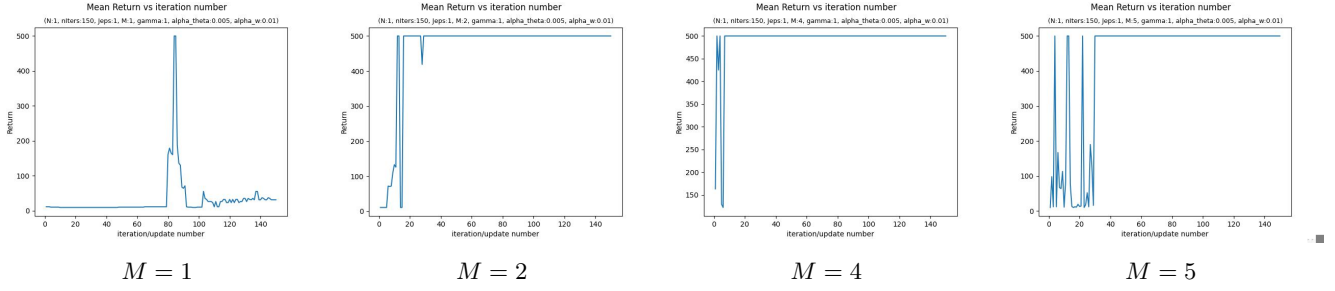 Mean Return vs iteration number
(N:1, nIters:150, jeps:1, M:1, gamma:1, alpha_theta:0.005, alpha_w:0.01)
500
400
300
200
100
0
Return
0 20 40 60 80 100 120 140
iteration/update number
M = 1
Mean Return vs iteration number
(N:1, nIters:150, jeps:1, M:2, gamma:1, alpha_theta:0.005, alpha_w:0.01)
500
400
300
200
100
0
Return
0 20 40 60 80 100 120 140
iteration/update number
M = 2
Mean Return vs iteration number
(N:1, nIters:150, jeps:1, M:4, gamma:1, alpha_theta:0.005, alpha_w:0.01)
500
450
400
350
300
250
200
150
Return
0 20 40 60 80 100 120 140
iteration/update number
M = 4
Mean Return vs iteration number
(N:1, nIters:150, jeps:1, M:5, gamma:1, alpha_theta:0.005, alpha_w:0.01)
500
400
300
200
100
0
Return
0 20 40 60 80 100 120 140
iteration/update number
M = 5